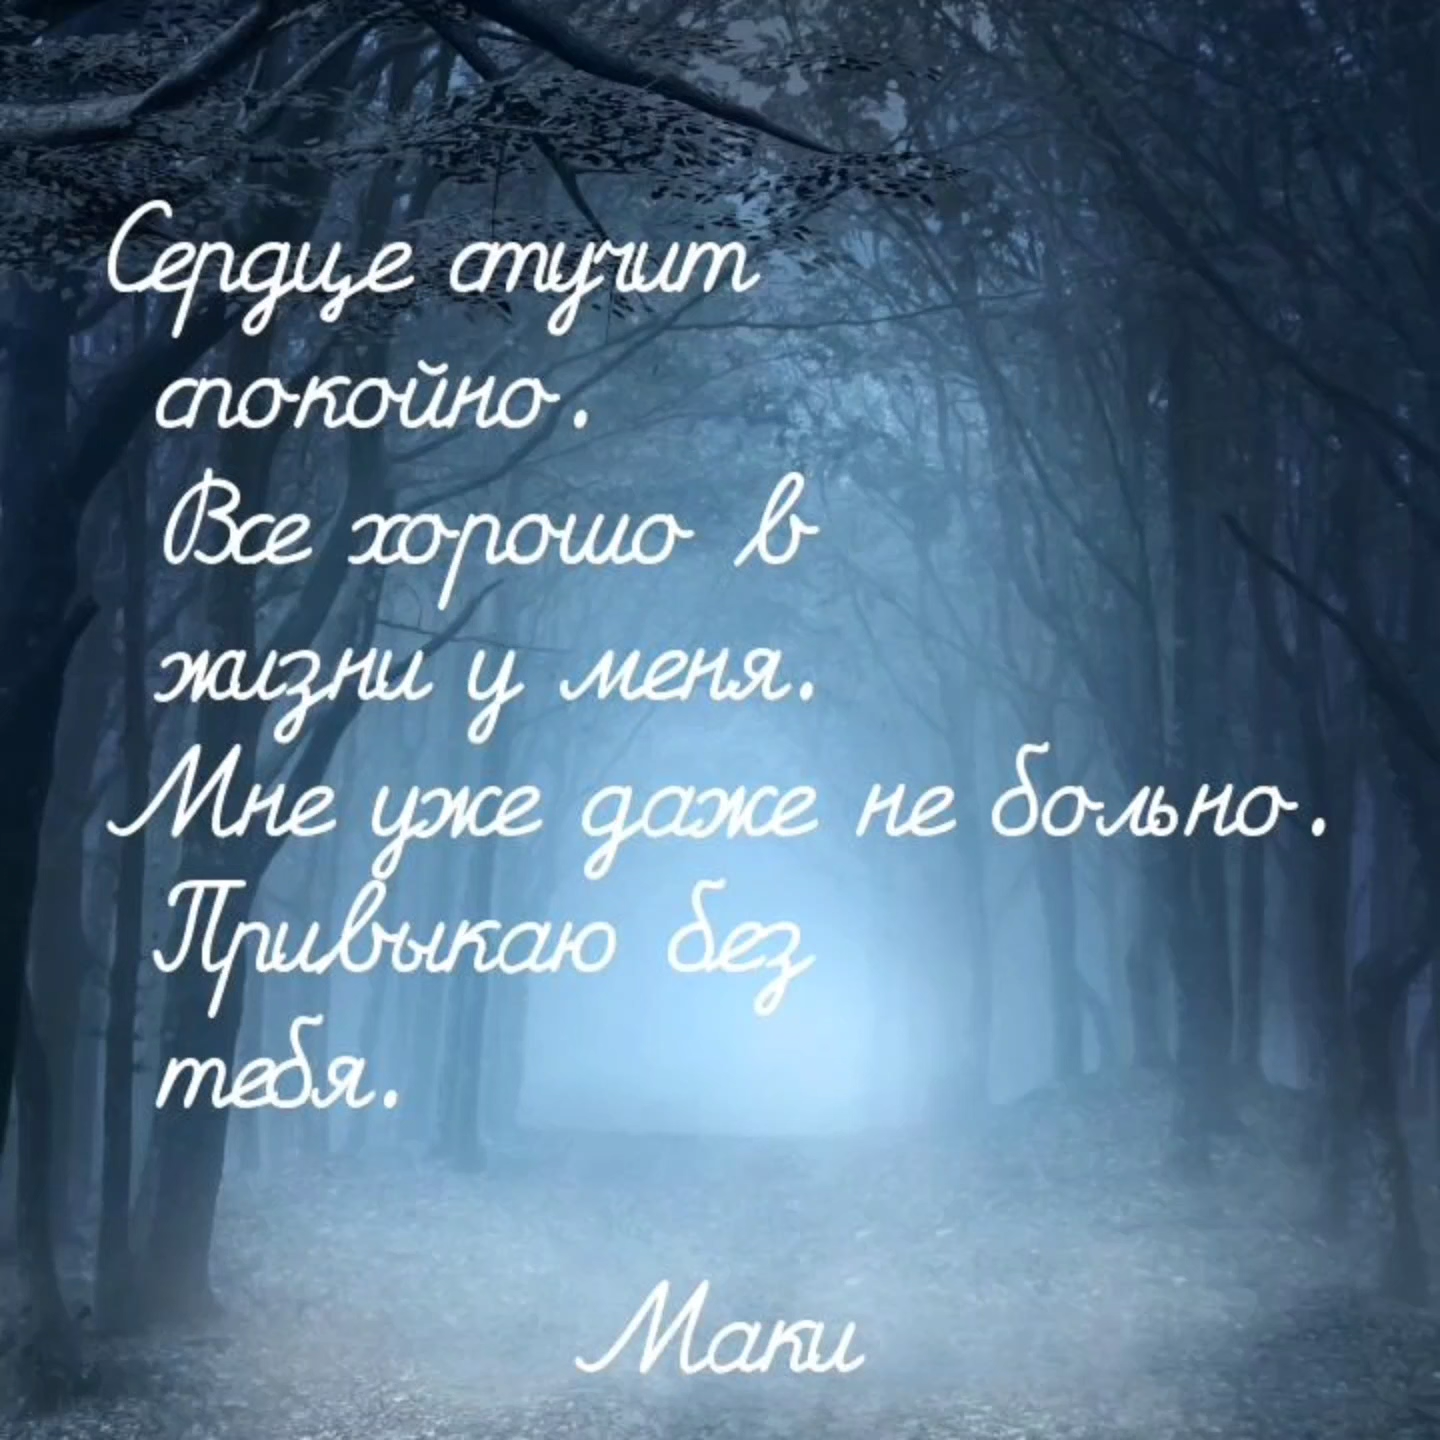 Сердце стучит
спокойно.
Все хорошо в
жизни у меня.
Мне уже даже не больно.
Привыкаю без
тебя.
Маки